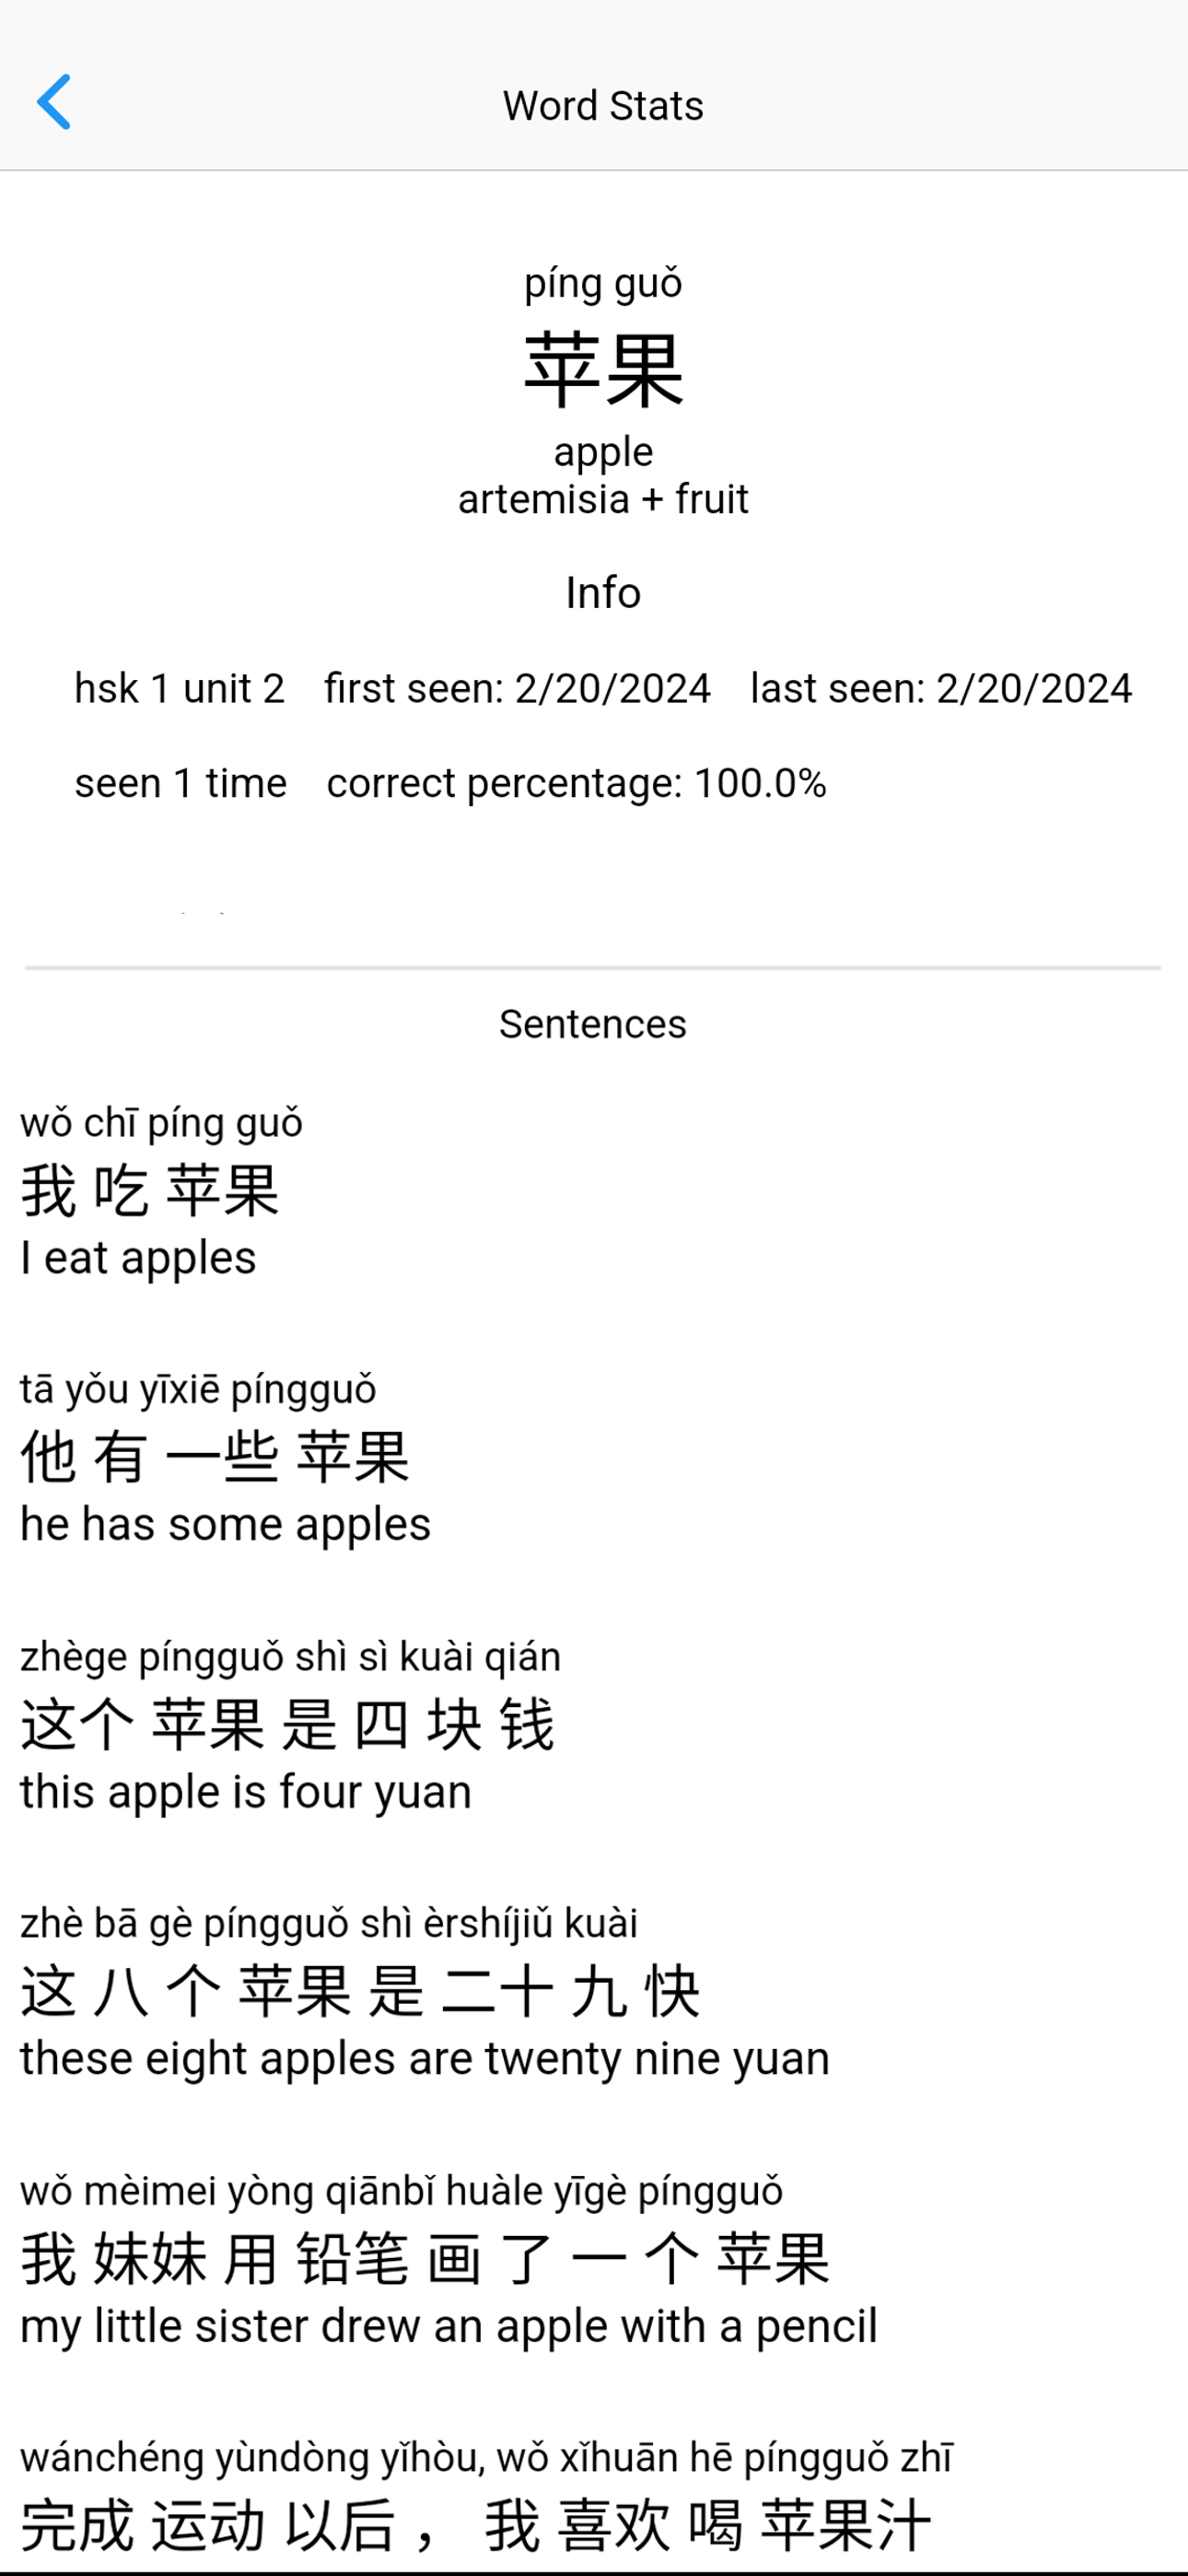 Word Stats
píng guǒ
苹果
apple
artemisia + fruit
Info
hsk 1 unit 2 first seen: 2/20/2024 last seen: 2/20/2024
seen 1 time correct percentage: 100.0%
Sentences
wǒ chī píng guǒ
我 吃 苹果
I eat apples
tā yǒu yīxiē píngguǒ
他 有 一些 苹果
he has some apples
zhège píngguǒ shì sì kuài qián
这个 苹果 是 四 块 钱
this apple is four yuan
zhè bā gè píngguǒ shì èrshíjiǔ kuài
这 八 个 苹果 是 二十 九 快
these eight apples are twenty nine yuan
wǒ mèimei yòng qiānbǐ huàle yīgè píngguǒ
我 妹妹 用 铅笔 画 了 一 个 苹果
my little sister drew an apple with a pencil
wánchéng yùndòng yǐhòu, wǒ xǐhuān hē píngguǒ zhī
完成 运动 以后 ， 我 喜欢 喝 苹果汁